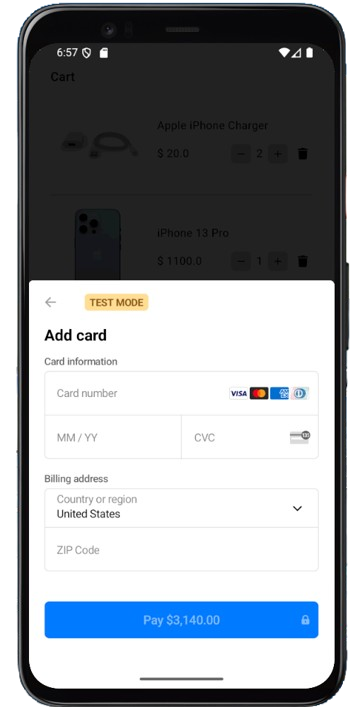 6:57
Cart
Apple iPhone Charger
$ 20.0 − 2 +
iPhone 13 Pro
$ 1100.0 − 1 +
TEST MODE
Add card
Card information
Card number VISA
MM / YY CVC
Billing address
Country or region
United States
ZIP Code
Pay $3,140.00